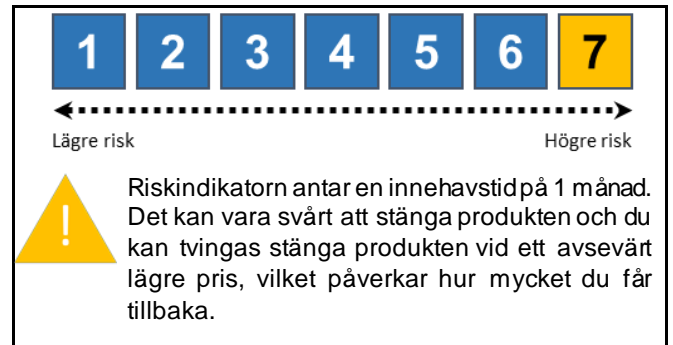 1 2 3 4 5 6 7
Lägre risk Högre risk
!
Riskindikatorn antar en innehavstid på 1 månad.
Det kan vara svårt att stänga produkten och du
kan tvingas stänga produkten vid ett avsevärt
lägre pris, vilket påverkar hur mycket du får
tillbaka.